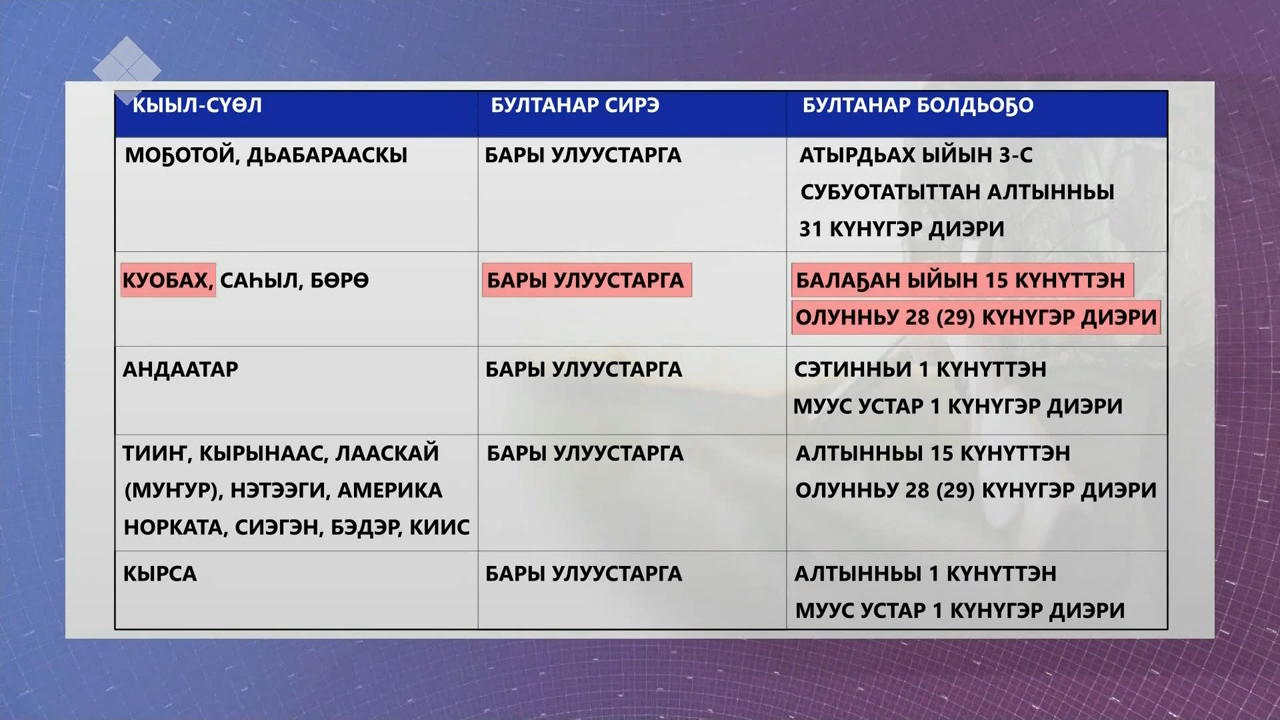 КЫЫЛ-СҮӨЛ БУЛТАНАР СИРЭ БУЛТАНАР БОЛДЬОҔО
МОҔОТОЙ, ДЬАБАРААСКЫ БАРЫ УЛУУСТАРГА АТЫРДЬАХ ЫЙЫН 3-С
СУБУОТАТЫТТАН АЛТЫННЬЫ
31 КҮНҮГЭР ДИЭРИ
КУОБАХ, САҺЫЛ, БӨРӨ БАРЫ УЛУУСТАРГА БАЛАҔАН ЫЙЫН 15 КҮНҮТТЭН
ОЛУННЬУ 28 (29) КҮНҮГЭР ДИЭРИ
АНДААТАР БАРЫ УЛУУСТАРГА СЭТИННЬИ 1 КҮНҮТТЭН
МУУС УСТАР 1 КҮНҮГЭР ДИЭРИ
ТИИҤ, КЫРЫНААС, ЛААСКАЙ БАРЫ УЛУУСТАРГА АЛТЫННЬЫ 15 КҮНҮТТЭН
(МУҤУР), НЭТЭЭГИ, АМЕРИКА ОЛУННЬУ 28 (29) КҮНҮГЭР ДИЭРИ
НОРКАТА, СИЭГЭН, БЭДЭР, КИИС
КЫРСА БАРЫ УЛУУСТАРГА АЛТЫННЬЫ 1 КҮНҮТТЭН
МУУС УСТАР 1 КҮНҮГЭР ДИЭРИ